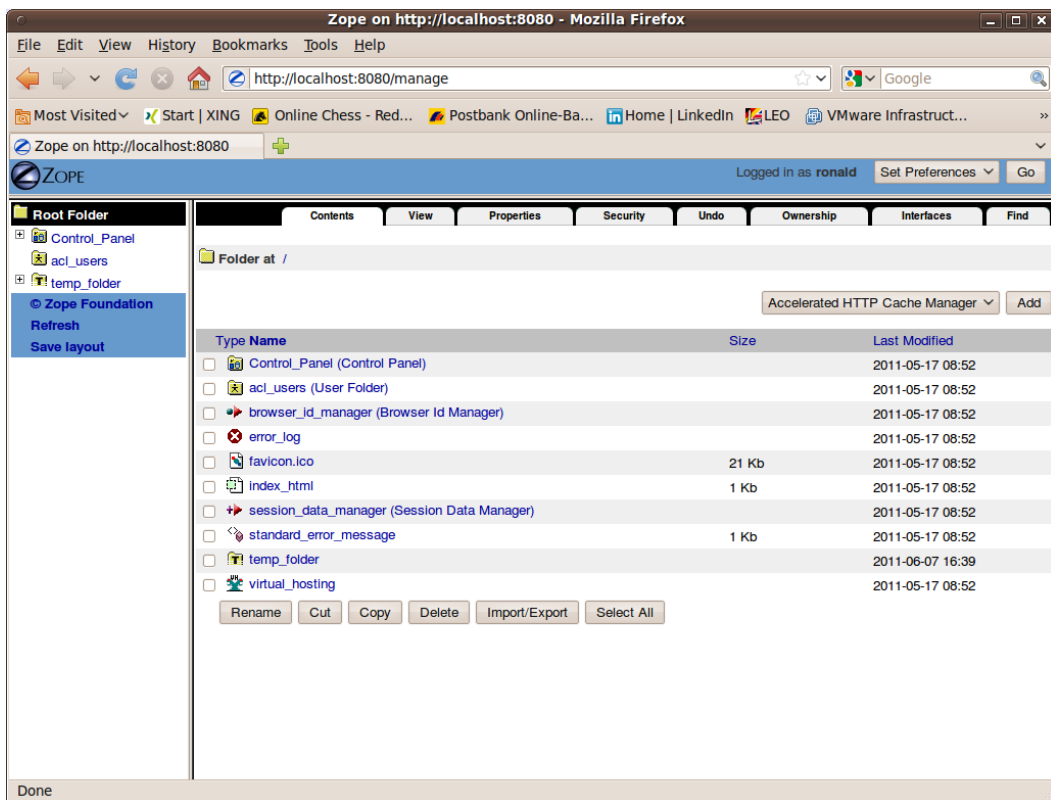 Zope on http://localhost:8080 - Mozilla Firefox
File Edit View History Bookmarks Tools Help
http://localhost:8080/manage Google
Most Visited Start | XING Online Chess - Red... Postbank Online-Ba... Home | LinkedIn LEO VMware Infrastruct... »
Zope on http://localhost:8080
ZOPE Logged in as ronald Set Preferences Go
Root Folder
Control_Panel
acl_users
temp_folder
© Zope Foundation
Refresh
Save layout
Contents View Properties Security Undo Ownership Interfaces Find
Folder at /
Accelerated HTTP Cache Manager Add
Type Name Size Last Modified
Control_Panel (Control Panel) 2011-05-17 08:52
acl_users (User Folder) 2011-05-17 08:52
browser_id_manager (Browser Id Manager) 2011-05-17 08:52
error_log 2011-05-17 08:52
favicon.ico 21 Kb 2011-05-17 08:52
index_html 1 Kb 2011-05-17 08:52
session_data_manager (Session Data Manager) 2011-05-17 08:52
standard_error_message 1 Kb 2011-05-17 08:52
temp_folder 2011-06-07 16:39
virtual_hosting 2011-05-17 08:52
Rename Cut Copy Delete Import/Export Select All
Done